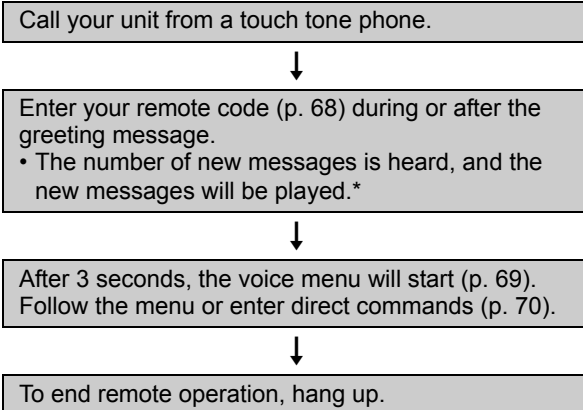 Call your unit from a touch tone phone.
Enter your remote code (p. 68) during or after the
greeting message.
• The number of new messages is heard, and the
new messages will be played.*
After 3 seconds, the voice menu will start (p. 69).
Follow the menu or enter direct commands (p. 70).
To end remote operation, hang up.